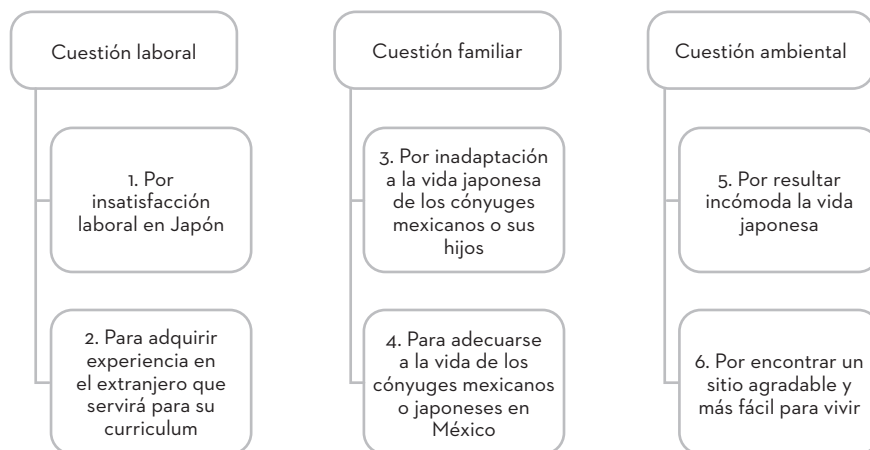 Cuestión laboral
1. Por
insatisfacción
laboral en Japón
2. Para adquirir
experiencia en
el extranjero que
servirá para su
curriculum
Cuestión familiar
3. Por inadaptación
a la vida japonesa
de los cónyuges
mexicanos o sus
hijos
4. Para adecuarse
a la vida de los
cónyuges mexicanos
o japoneses en
México
Cuestión ambiental
5. Por resultar
incómoda la vida
japonesa
6. Por encontrar un
sitio agradable y
más fácil para vivir